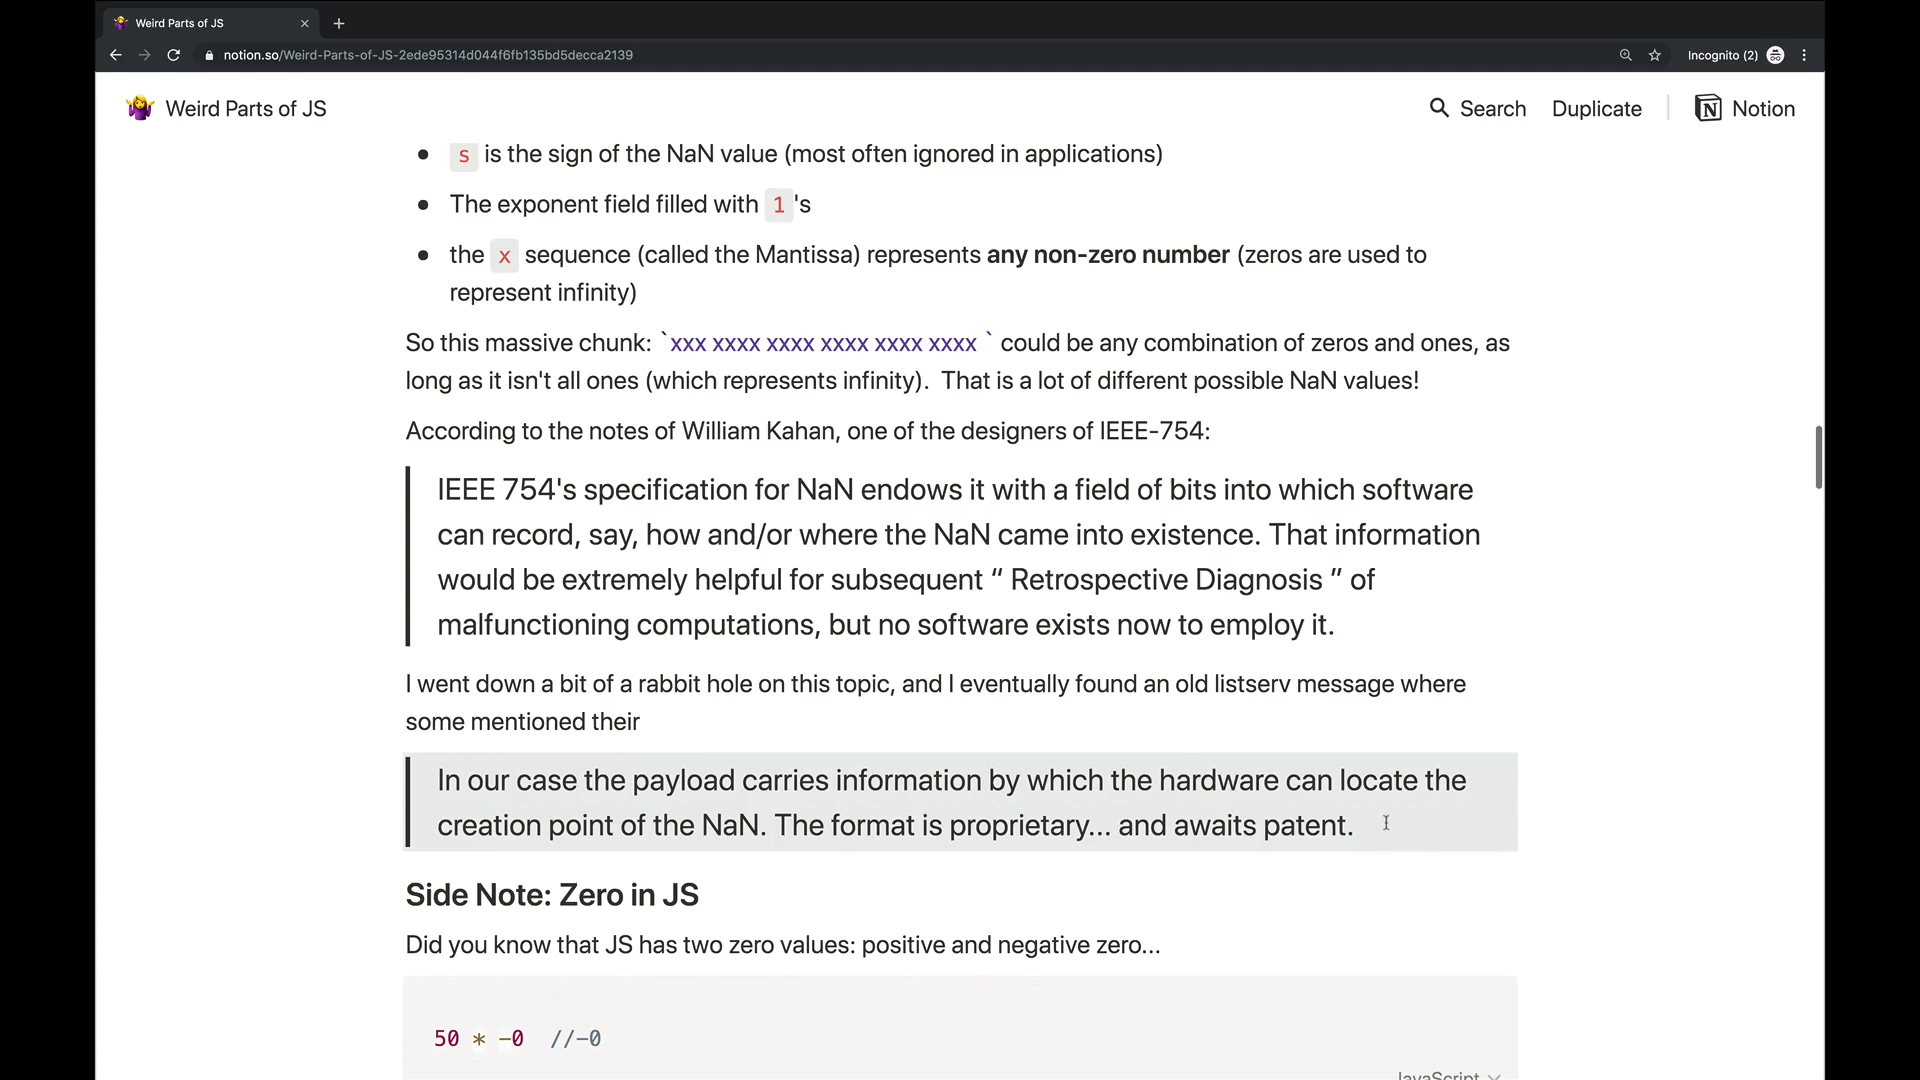 Weird Parts of JS
notion.so/Weird-Parts-of-JS-2ede95314d044f6fb135bd5decca2139
Incognito (2)
Weird Parts of JS
Search
Duplicate
Notion
s is the sign of the NaN value (most often ignored in applications)
The exponent field filled with 1 's
the x sequence (called the Mantissa) represents any non-zero number (zeros are used to
represent infinity)
So this massive chunk: `xxx xxxx xxxx xxxx xxxx xxxx ` could be any combination of zeros and ones, as
long as it isn't all ones (which represents infinity).  That is a lot of different possible NaN values!
According to the notes of William Kahan, one of the designers of IEEE-754:
IEEE 754's specification for NaN endows it with a field of bits into which software
can record, say, how and/or where the NaN came into existence. That information
would be extremely helpful for subsequent “ Retrospective Diagnosis ” of
malfunctioning computations, but no software exists now to employ it.
I went down a bit of a rabbit hole on this topic, and I eventually found an old listserv message where
some mentioned their
In our case the payload carries information by which the hardware can locate the
creation point of the NaN. The format is proprietary... and awaits patent.
Side Note: Zero in JS
Did you know that JS has two zero values: positive and negative zero...
50 * -0  //-0
JavaScript